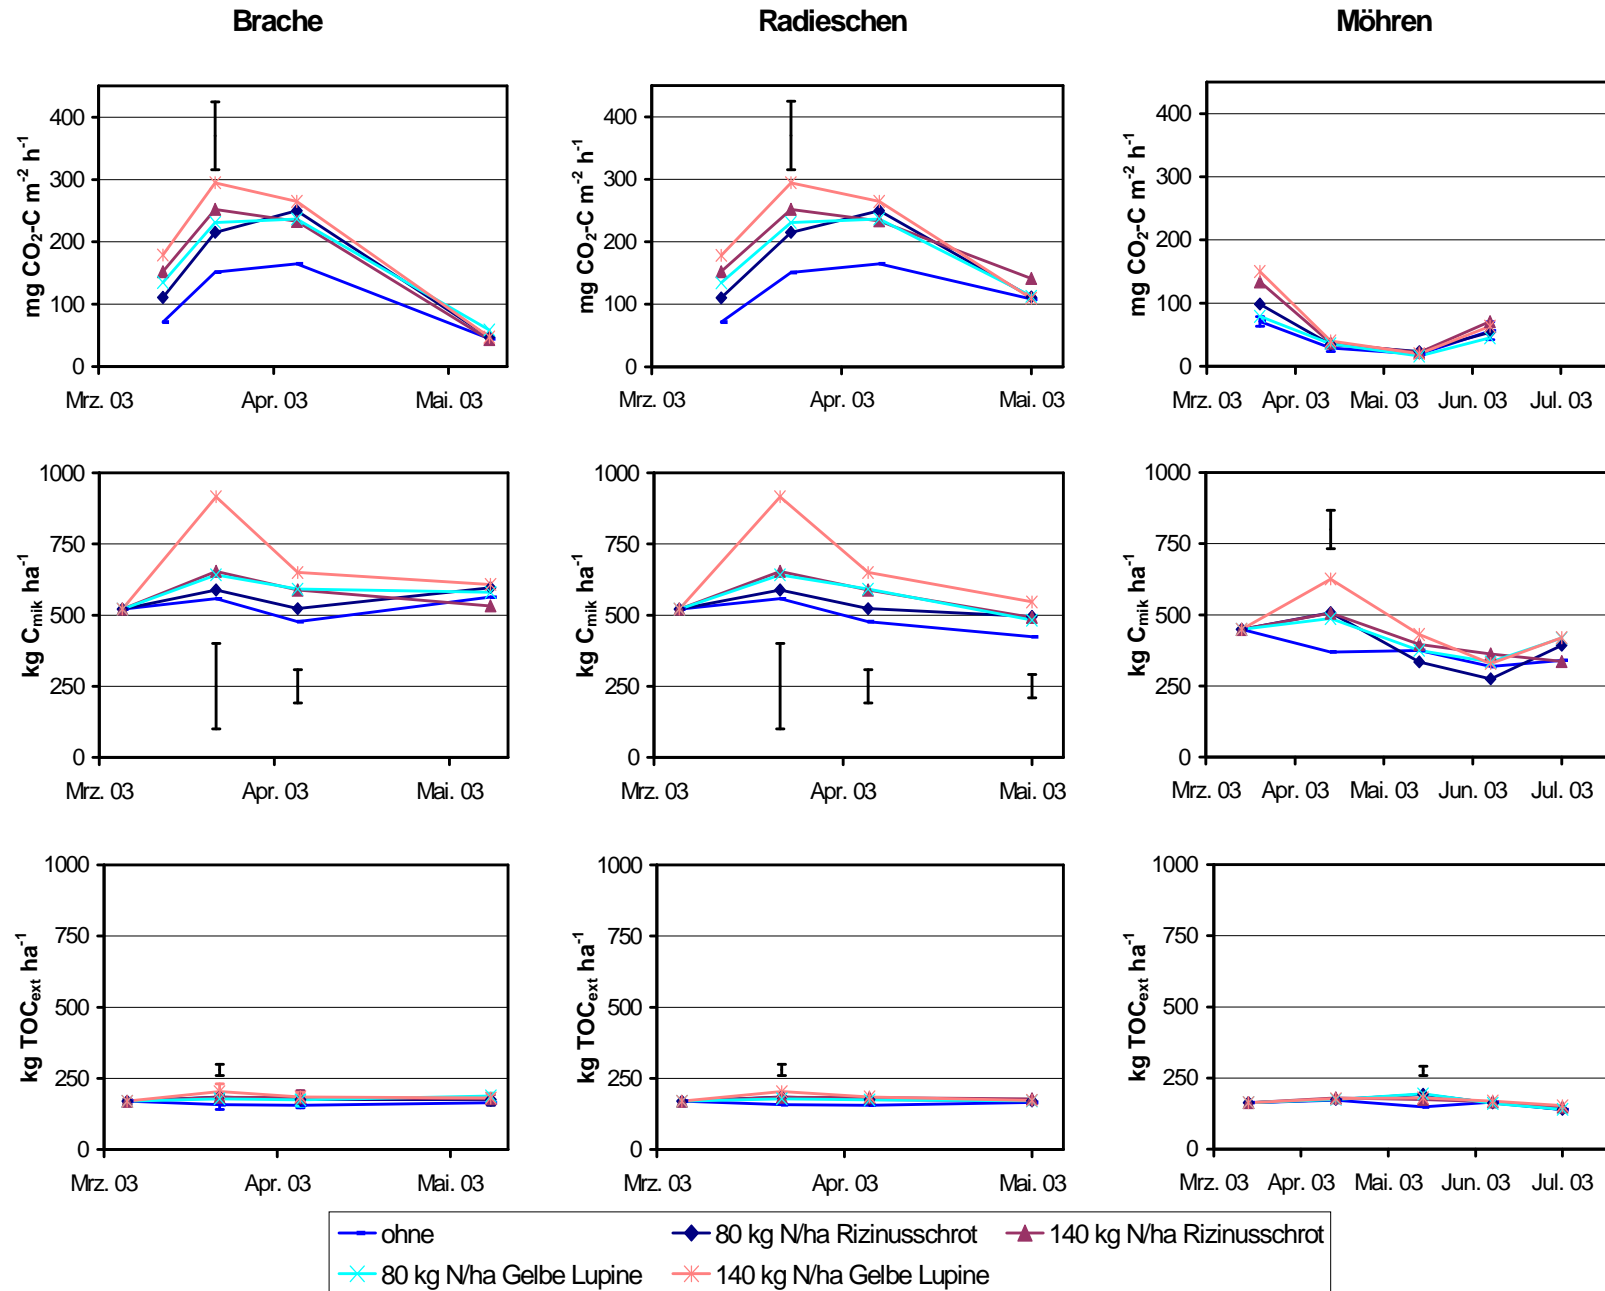 Brache Radieschen Möhren
mg CO2-C m-2 h-1
400
300
200
100
0
Mrz. 03 Apr. 03 Mai. 03
mg CO2-C m-2 h-1
400
300
200
100
0
Mrz. 03 Apr. 03 Mai. 03
mg CO2-C m-2 h-1
400
300
200
100
0
Mrz. 03 Apr. 03 Mai. 03 Jun. 03 Jul. 03
kg Cmik ha-1
1000
750
500
250
0
Mrz. 03 Apr. 03 Mai. 03
kg Cmik ha-1
1000
750
500
250
0
Mrz. 03 Apr. 03 Mai. 03
kg Cmik ha-1
1000
750
500
250
0
Mrz. 03 Apr. 03 Mai. 03 Jun. 03 Jul. 03
kg TOCext ha-1
1000
750
500
250
0
Mrz. 03 Apr. 03 Mai. 03
kg TOCext ha-1
1000
750
500
250
0
Mrz. 03 Apr. 03 Mai. 03
kg TOCext ha-1
1000
750
500
250
0
Mrz. 03 Apr. 03 Mai. 03 Jun. 03 Jul. 03
ohne 80 kg N/ha Rizinusschrot 140 kg N/ha Rizinusschrot
80 kg N/ha Gelbe Lupine 140 kg N/ha Gelbe Lupine